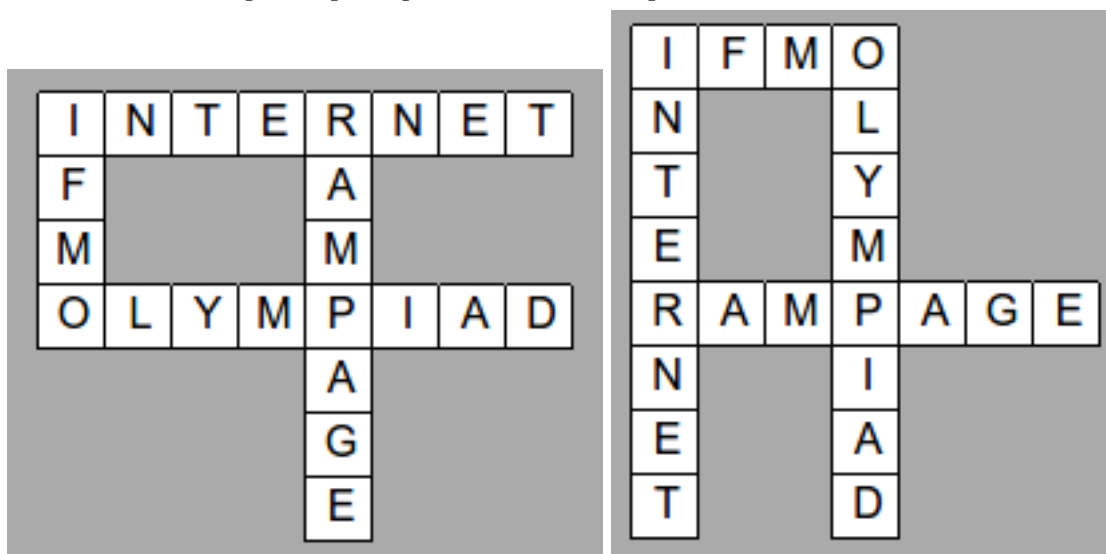 INTERNET
F A
M M
OLYMPIAD
A
G
E
IFMO
N L
T Y
E M
RAMPAGE
N I
E A
T D